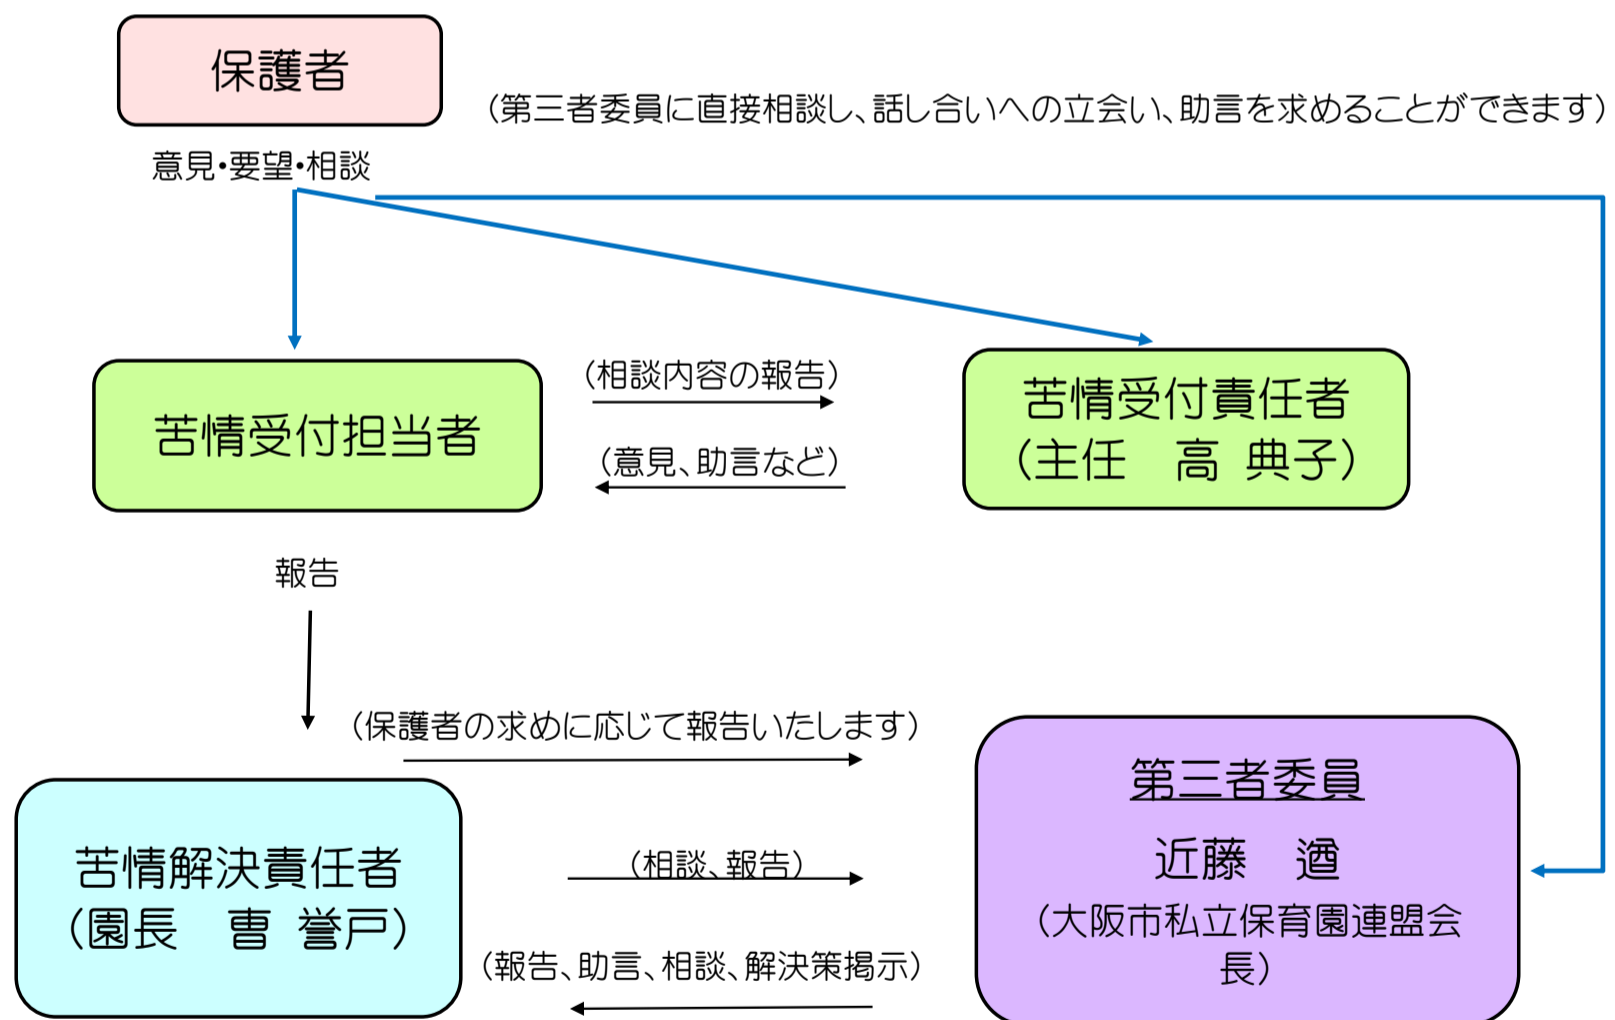 保護者
（第三者委員に直接相談し、話し合いへの立会い、助言を求めることができます）
意見・要望・相談
（相談内容の報告）
苦情受付担当者
苦情受付責任者
（主任　高 典子）
（意見、助言など）
報告
（保護者の求めに応じて報告いたします）
第三者委員
苦情解決責任者
（園長　曺 誉戸）
（相談、報告）
近藤　遒
（大阪市私立保育園連盟会
長）
（報告、助言、相談、解決策掲示）